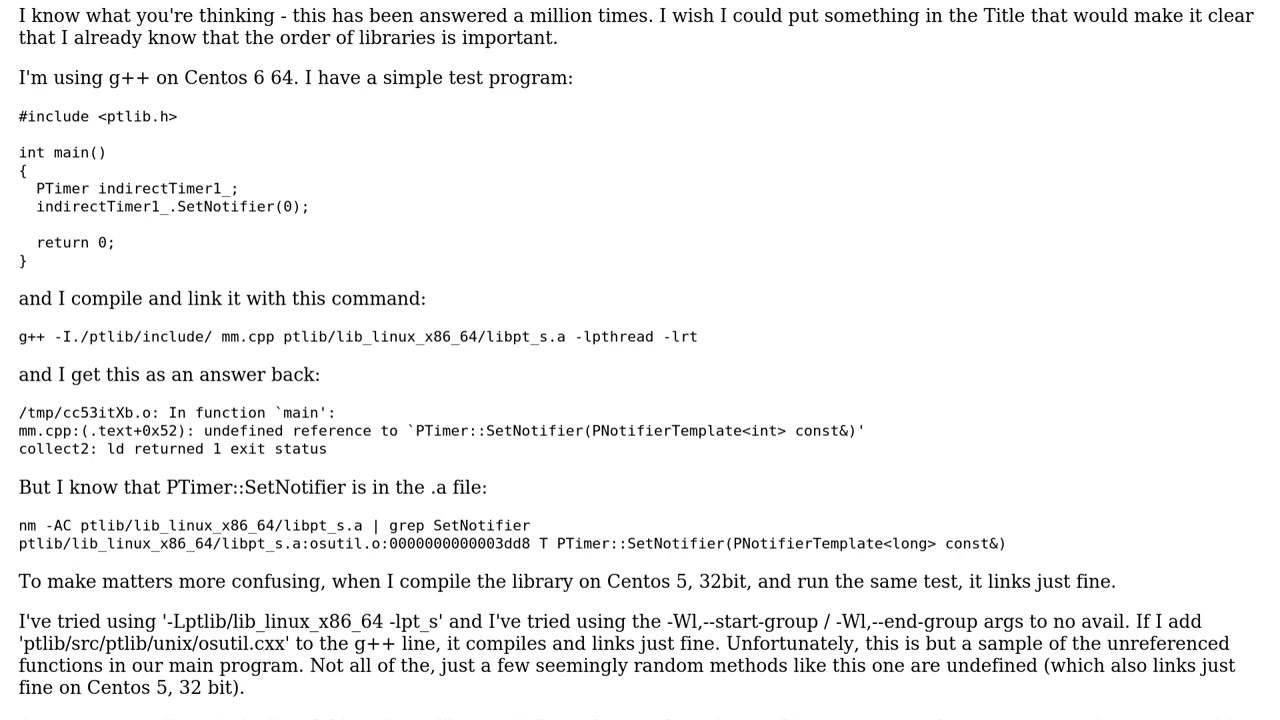 I know what you're thinking - this has been answered a million times. I wish I could put something in the Title that would make it clear
that I already know that the order of libraries is important.
I'm using g++ on Centos 6 64. I have a simple test program:
#include <ptlib.h>
int main()
{
  PTimer indirectTimer1_;
  indirectTimer1_.SetNotifier(0);
  return 0;
}
and I compile and link it with this command:
g++ -I./ptlib/include/ mm.cpp ptlib/lib_linux_x86_64/libpt_s.a -lpthread -lrt
and I get this as an answer back:
/tmp/cc53itXb.o: In function `main':
mm.cpp:(.text+0x52): undefined reference to `PTimer::SetNotifier(PNotifierTemplate<int> const&)'
collect2: ld returned 1 exit status
But I know that PTimer::SetNotifier is in the .a file:
nm -AC ptlib/lib_linux_x86_64/libpt_s.a | grep SetNotifier
ptlib/lib_linux_x86_64/libpt_s.a:osutil.o:0000000000003dd8 T PTimer::SetNotifier(PNotifierTemplate<long> const&)
To make matters more confusing, when I compile the library on Centos 5, 32bit, and run the same test, it links just fine.
I've tried using '-Lptlib/lib_linux_x86_64 -lpt_s' and I've tried using the -Wl,--start-group / -Wl,--end-group args to no avail. If I add
'ptlib/src/ptlib/unix/osutil.cxx' to the g++ line, it compiles and links just fine. Unfortunately, this is but a sample of the unreferenced
functions in our main program. Not all of the, just a few seemingly random methods like this one are undefined (which also links just
fine on Centos 5, 32 bit).